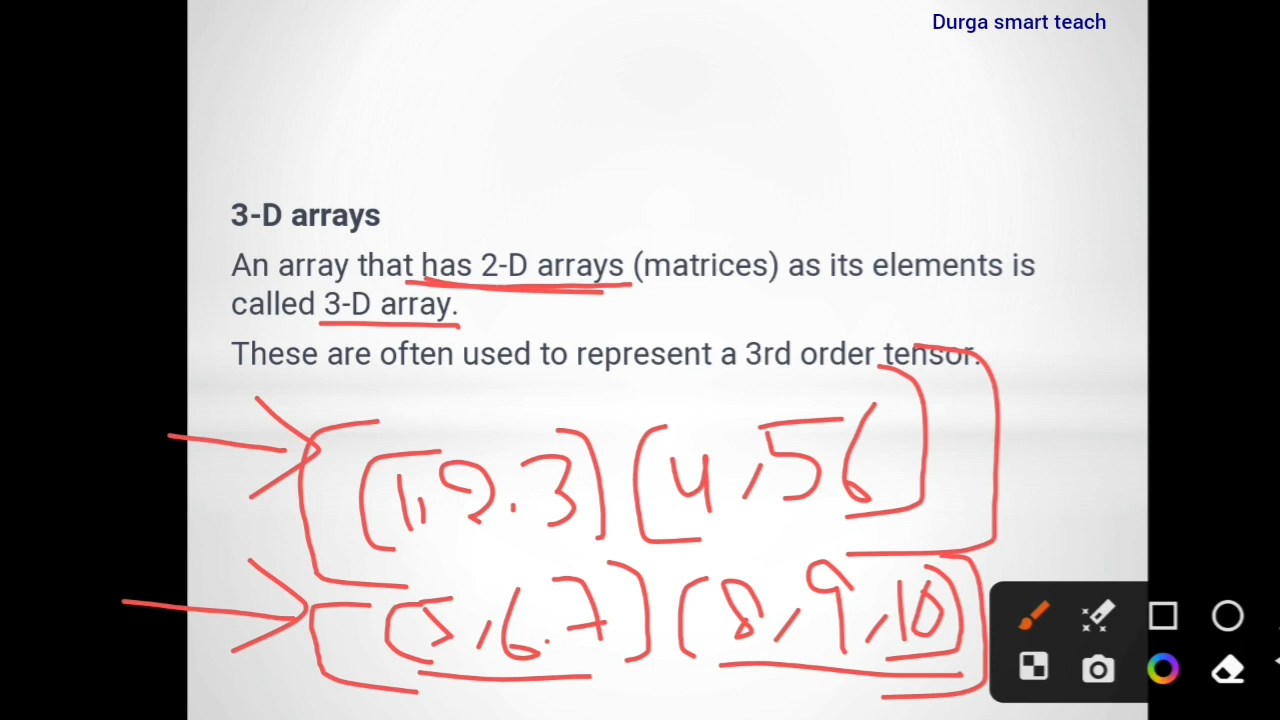 Durga smart teach
3-D arrays
An array that has 2-D arrays (matrices) as its elements is
called 3-D array.
These are often used to represent a 3rd order tensor.
[[1,2.3][4,56]]
[[5,6.7][8,9,10]]